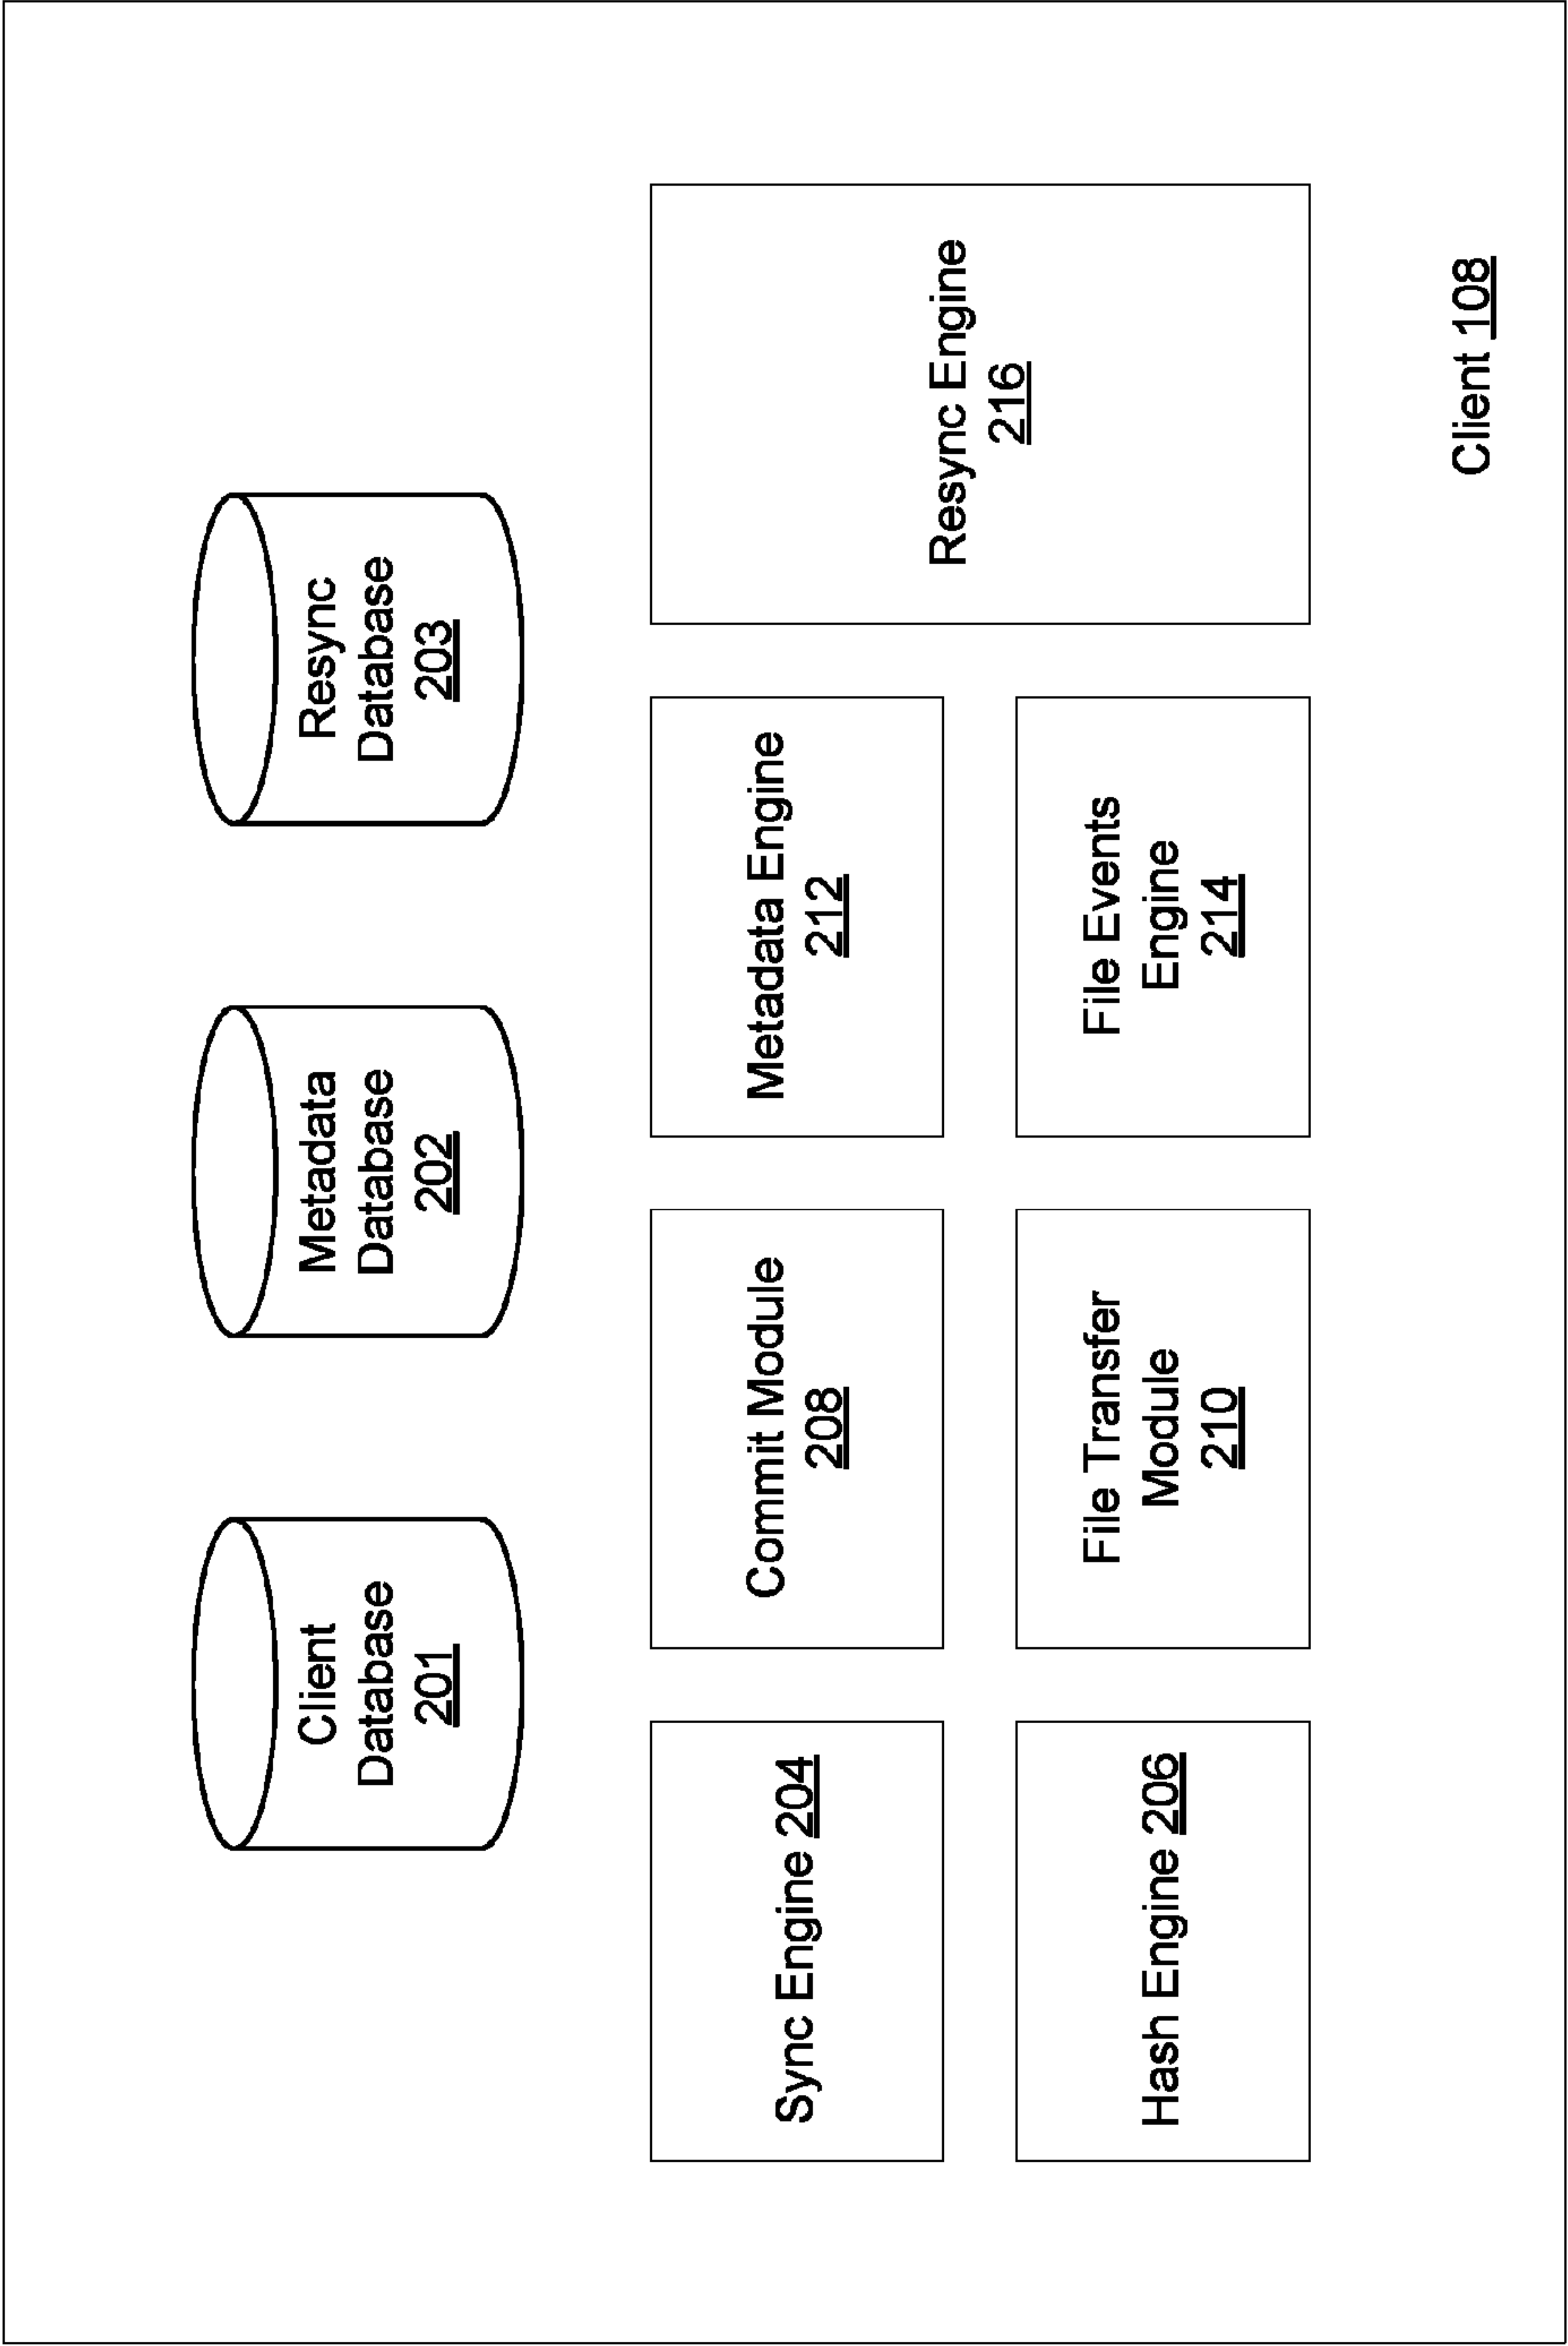 Client
Database
201
Metadata
Database
202
Resync
Database
203
Sync Engine 204
Commit Module
208
Metadata Engine
212
Resync Engine
216
Hash Engine 206
File Transfer
Module
210
File Events
Engine
214
Client 108